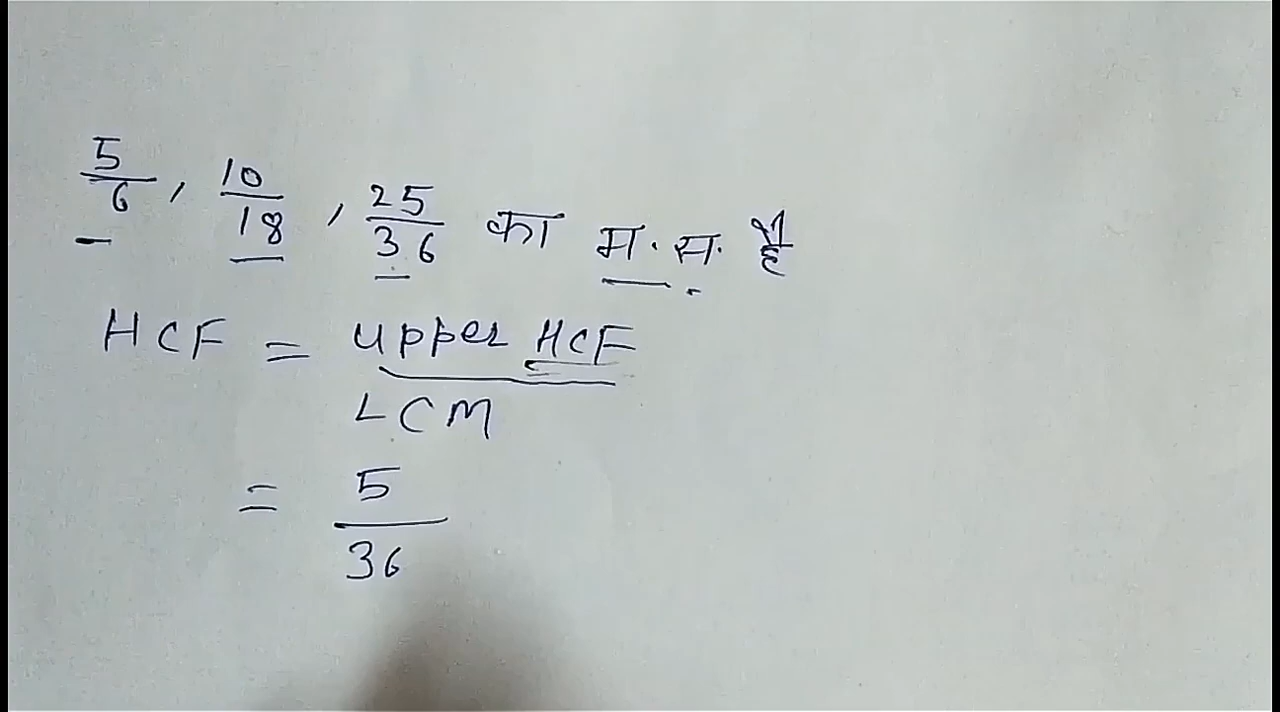 5/6, 10/18, 25/36 का म.स. है
HCF = upper HCF
LCM
= 5/36